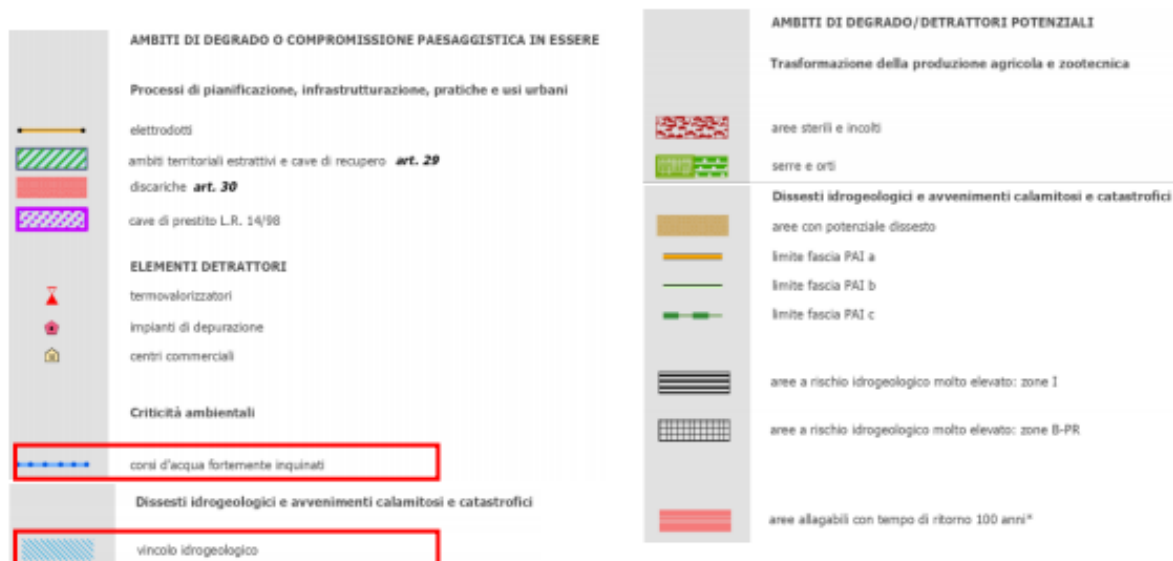 AMBITI DI DEGRADO O COMPROMISSIONE PAESAGGISTICA IN ESSERE
Processi di pianificazione, infrastrutturazione, pratiche e usi urbani
elettrodotti
ambiti territoriali estrattivi e cave di recupero art. 29
discariche art. 30
cave di prestito L.R. 14/98
ELEMENTI DETRATTORI
termovalorizzatori
impianti di depurazione
centri commerciali
Criticità ambientali
corsi d'acqua fortemente inquinati
Dissesti idrogeologici e avvenimenti calamitosi e catastrofici
vincolo idrogeologico
AMBITI DI DEGRADO/DETRATTORI POTENZIALI
Trasformazione della produzione agricola e zootecnica
aree sterili e incolti
serre e orti
Dissesti idrogeologici e avvenimenti calamitosi e catastrofici
aree con potenziale dissesto
limite fascia PAI a
limite fascia PAI b
limite fascia PAI c
aree a rischio idrogeologico molto elevato: zone I
aree a rischio idrogeologico molto elevato: zone B-PR
aree allagabili con tempo di ritorno 100 anni*